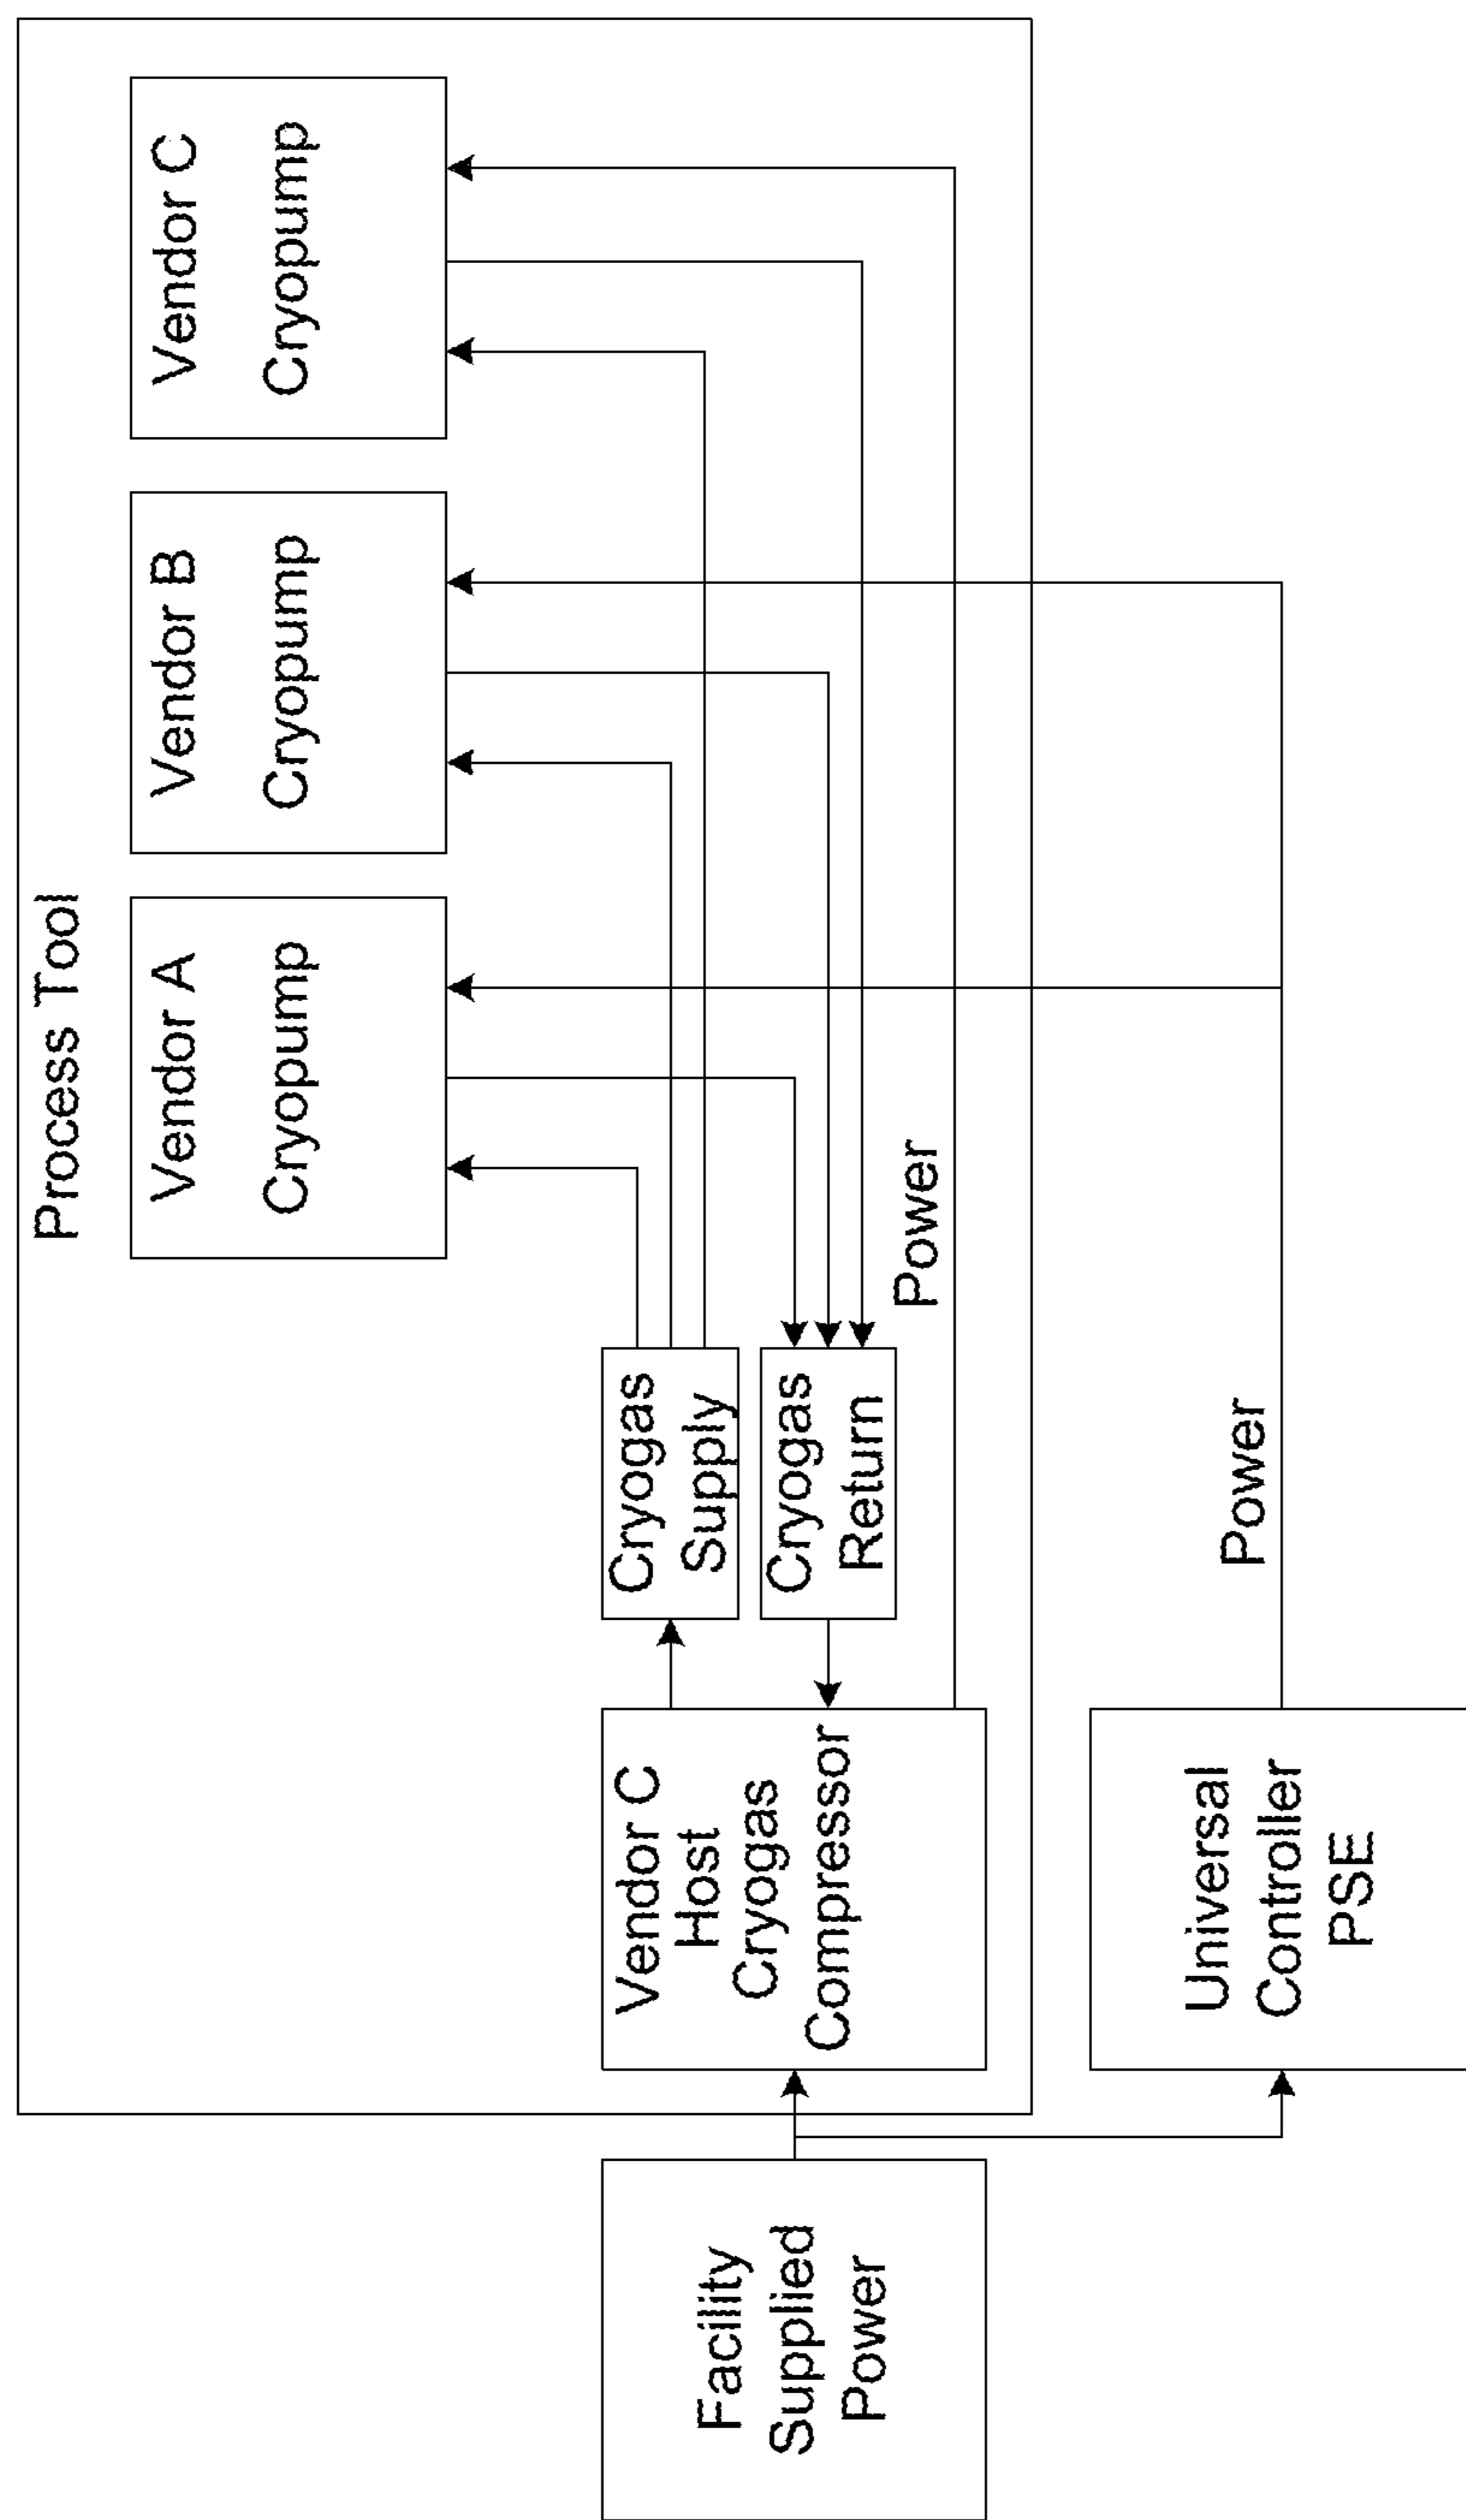 Process Tool
Vendor A
Cryopump
Vendor B
Cryopump
Vendor C
Cryopump
Cryogas
Supply
Cryogas
Return
Power
Vendor C
Host
Cryogas
Compressor
Facility
Supplied
Power
Power
Universal
Controller
PSE